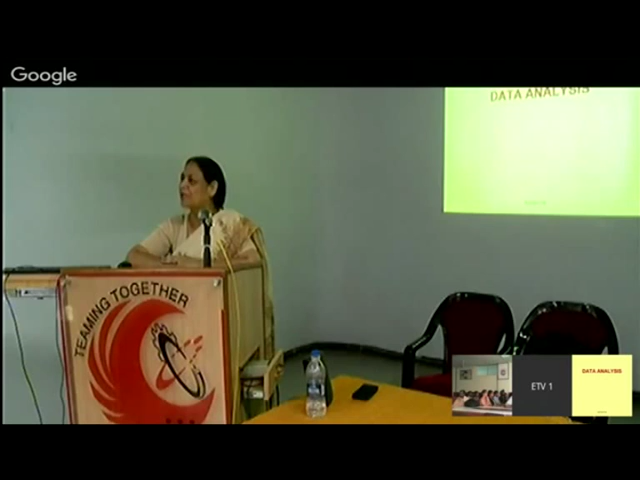 Google
DATA ANALYSIS
TEAMING TOGETHER
ETV 1
DATA ANALYSIS